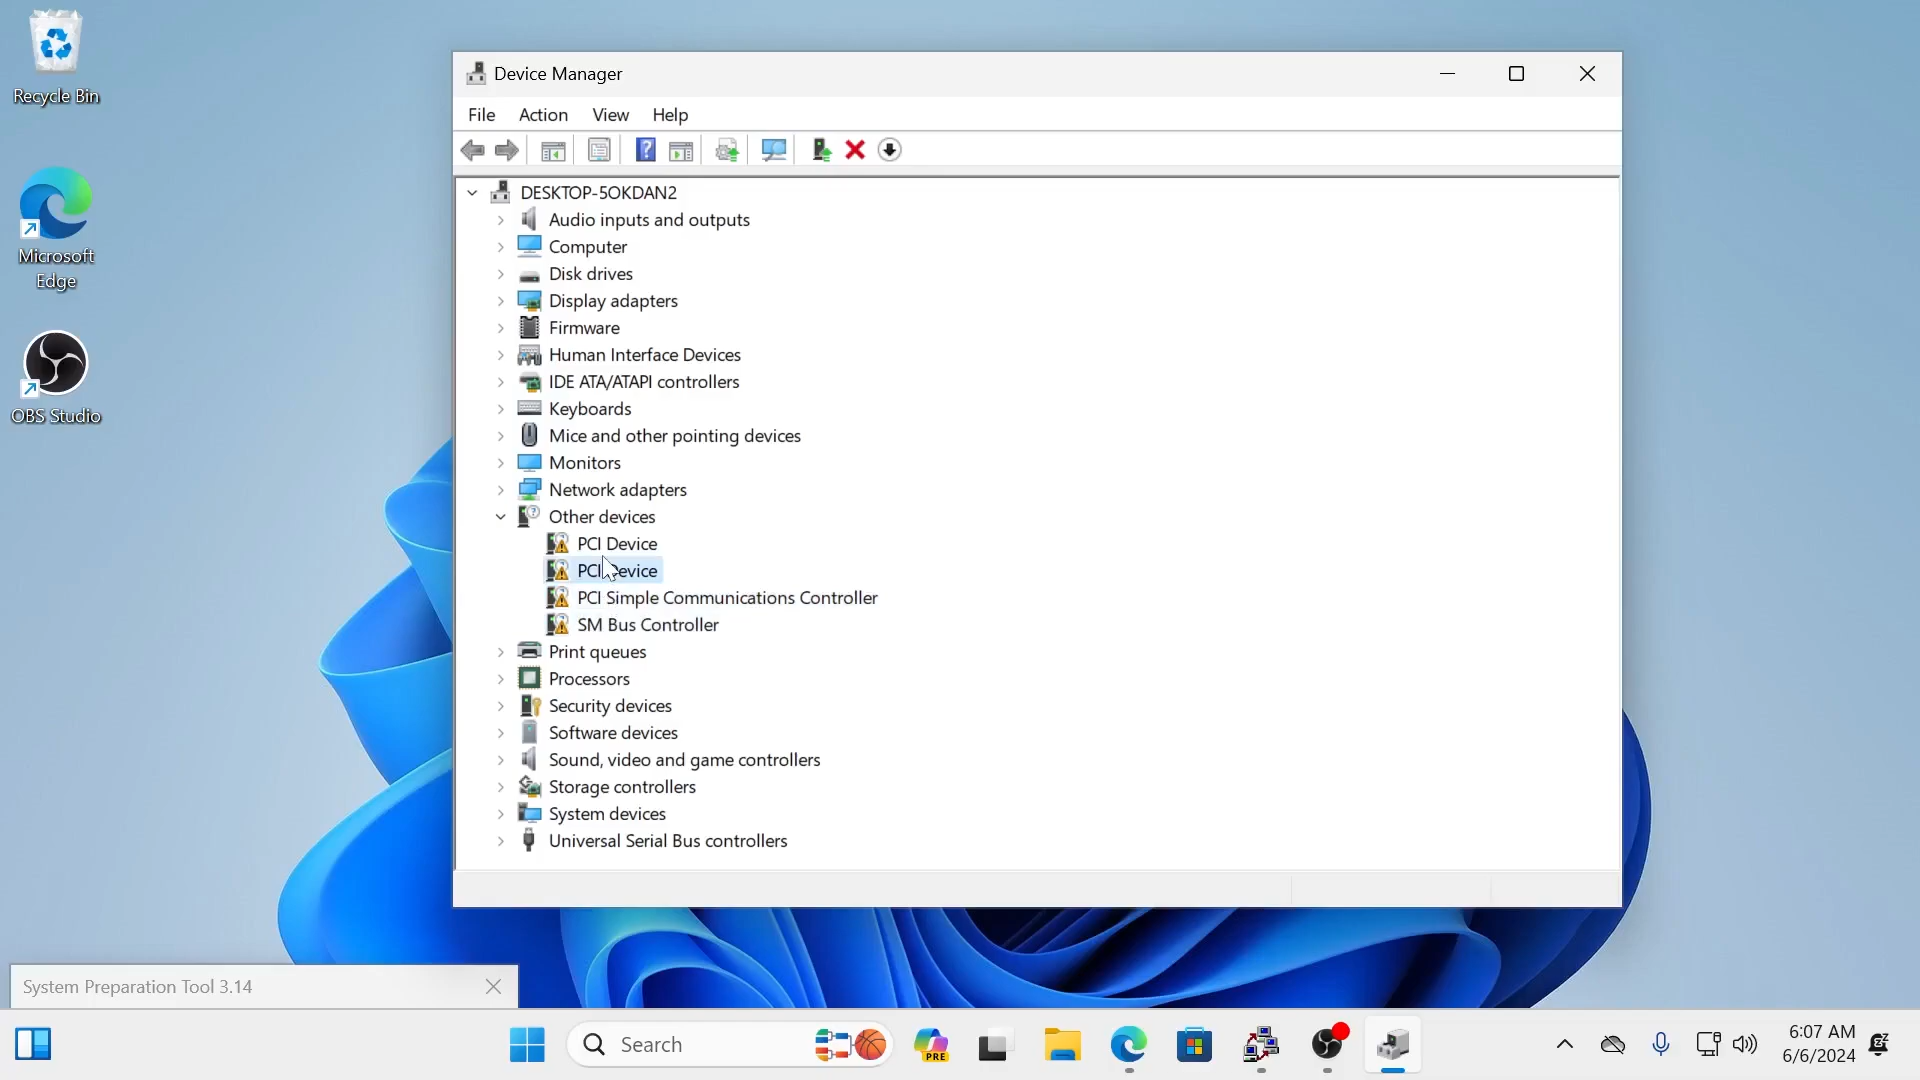 Recycle Bin
Microsoft
Edge
OBS Studio
Device Manager
File Action View Help
DESKTOP-5OKDAN2
Audio inputs and outputs
Computer
Disk drives
Display adapters
Firmware
Human Interface Devices
IDE ATA/ATAPI controllers
Keyboards
Mice and other pointing devices
Monitors
Network adapters
Other devices
PCI Device
PCI Device
PCI Simple Communications Controller
SM Bus Controller
Print queues
Processors
Security devices
Software devices
Sound, video and game controllers
Storage controllers
System devices
Universal Serial Bus controllers
System Preparation Tool 3.14
Search
PRE
6:07 AM
6/6/2024